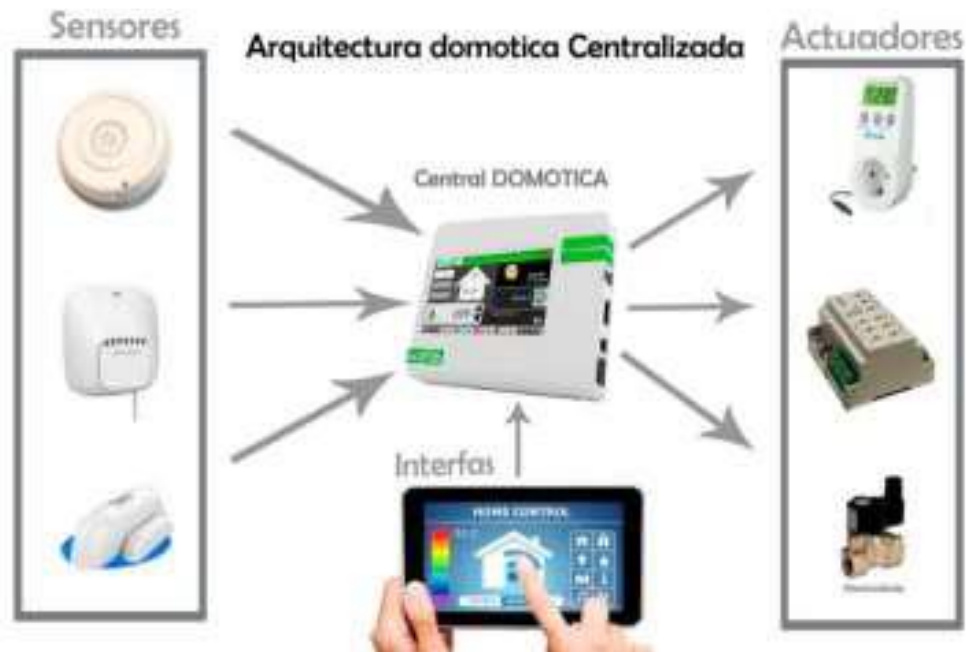 Sensores
Arquitectura domotica Centralizada
Actuadores
Central DOMOTICA
Interfas
HOME CONTROL